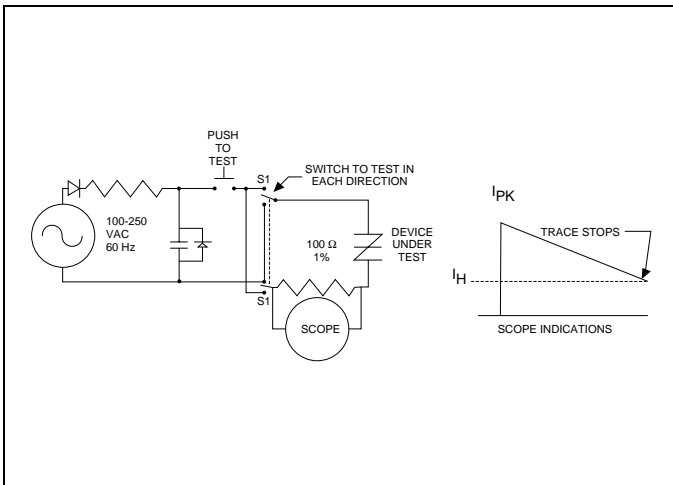 PUSH
TO
TEST
S1
SWITCH TO TEST IN
EACH DIRECTION
100-250
VAC
60 Hz
100 Ω
1%
DEVICE
UNDER
TEST
S1
SCOPE
IPK
TRACE STOPS
IH
SCOPE INDICATIONS